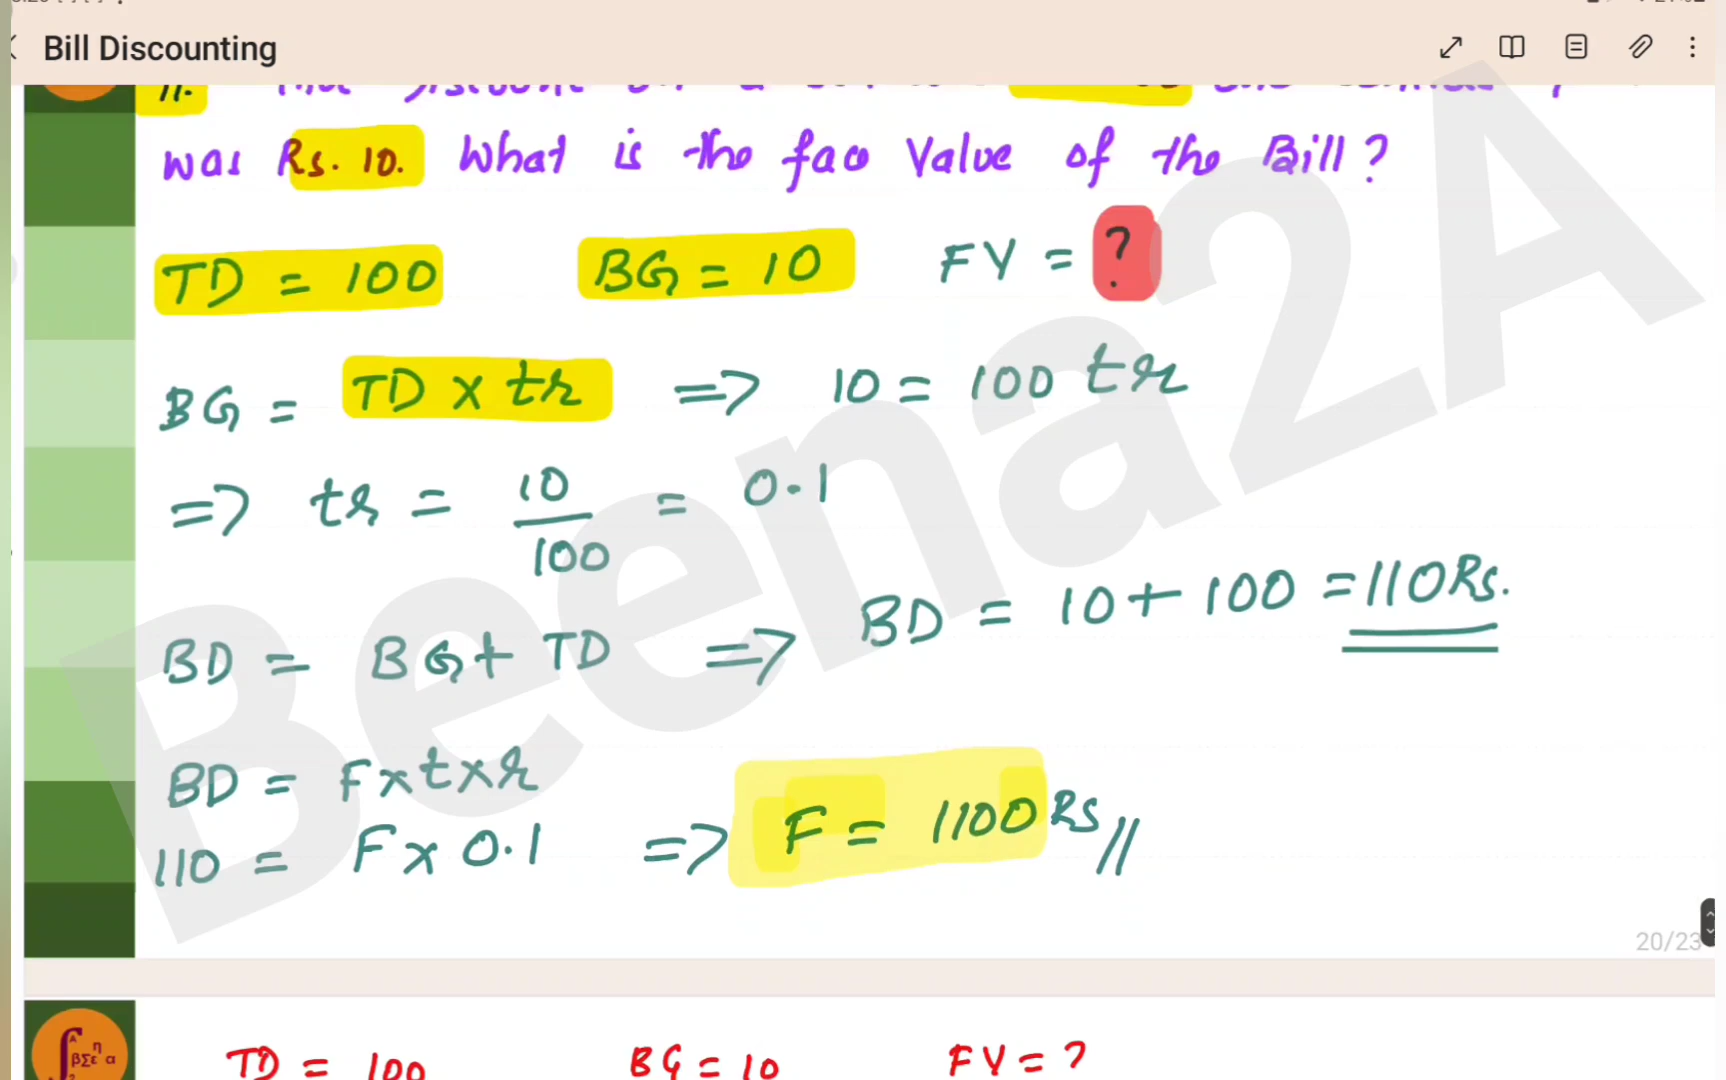 Bill Discounting
11.
was Rs. 10. What is the face Value of the Bill?
TD = 100 BG = 10 FV = ?
BG = TD x tr => 10 = 100 tr
=> tr = 10/100 = 0.1
BD = BG + TD => BD = 10 + 100 = 110 Rs.
BD = F x t x r
110 = F x 0.1 => F = 1100 Rs //
Beena2A
20/23
TD = 100 BG = 10 FV = ?